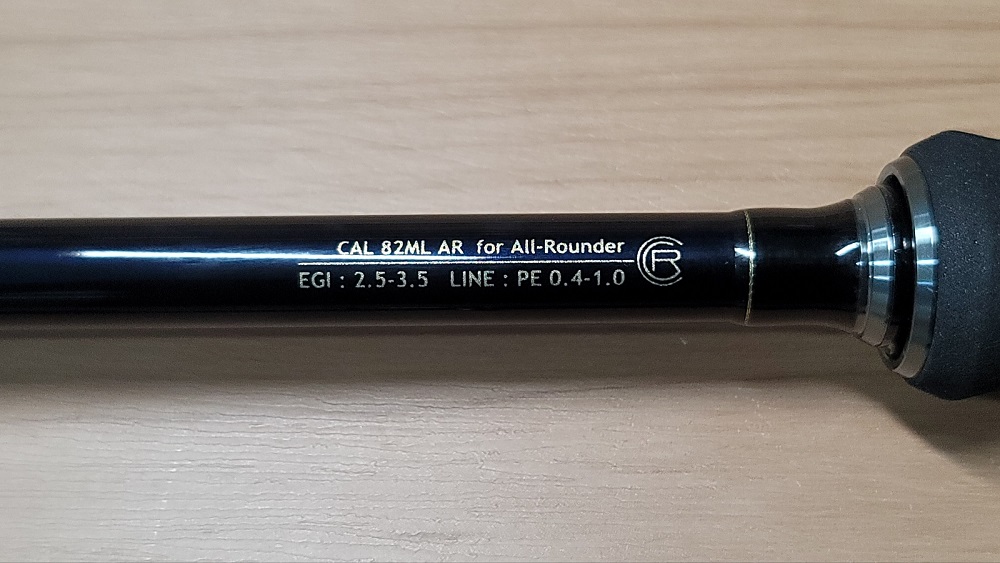 CAL 82ML AR for All-Rounder
EGI : 2.5-3.5 LINE : PE 0.4-1.0